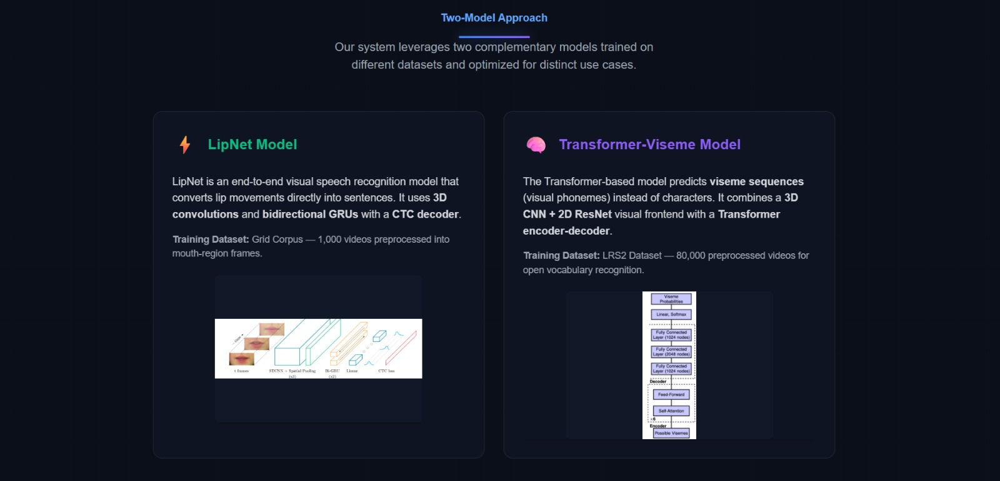 Two-Model Approach
Our system leverages two complementary models trained on
different datasets and optimized for distinct use cases.
LipNet Model
LipNet is an end-to-end visual speech recognition model that
converts lip movements directly into sentences. It uses 3D
convolutions and bidirectional GRUs with a CTC decoder.
Training Dataset: Grid Corpus — 1,000 videos preprocessed into
mouth-region frames.
time
t frames
STCNN + Spatial Pooling
(x3)
Bi-GRU
(x2)
Linear
CTC loss
Transformer-Viseme Model
The Transformer-based model predicts viseme sequences
(visual phonemes) instead of characters. It combines a 3D
CNN + 2D ResNet visual frontend with a Transformer
encoder-decoder.
Training Dataset: LRS2 Dataset — 80,000 preprocessed videos for
open vocabulary recognition.
Viseme
Probabilities
Linear, Softmax
Fully Connected
Layer (1024 nodes)
Fully Connected
Layer (2048 nodes)
Fully Connected
Layer (1024 nodes)
Decoder
Feed-Forward
Self-Attention
x6
Encoder
Possible Visemes